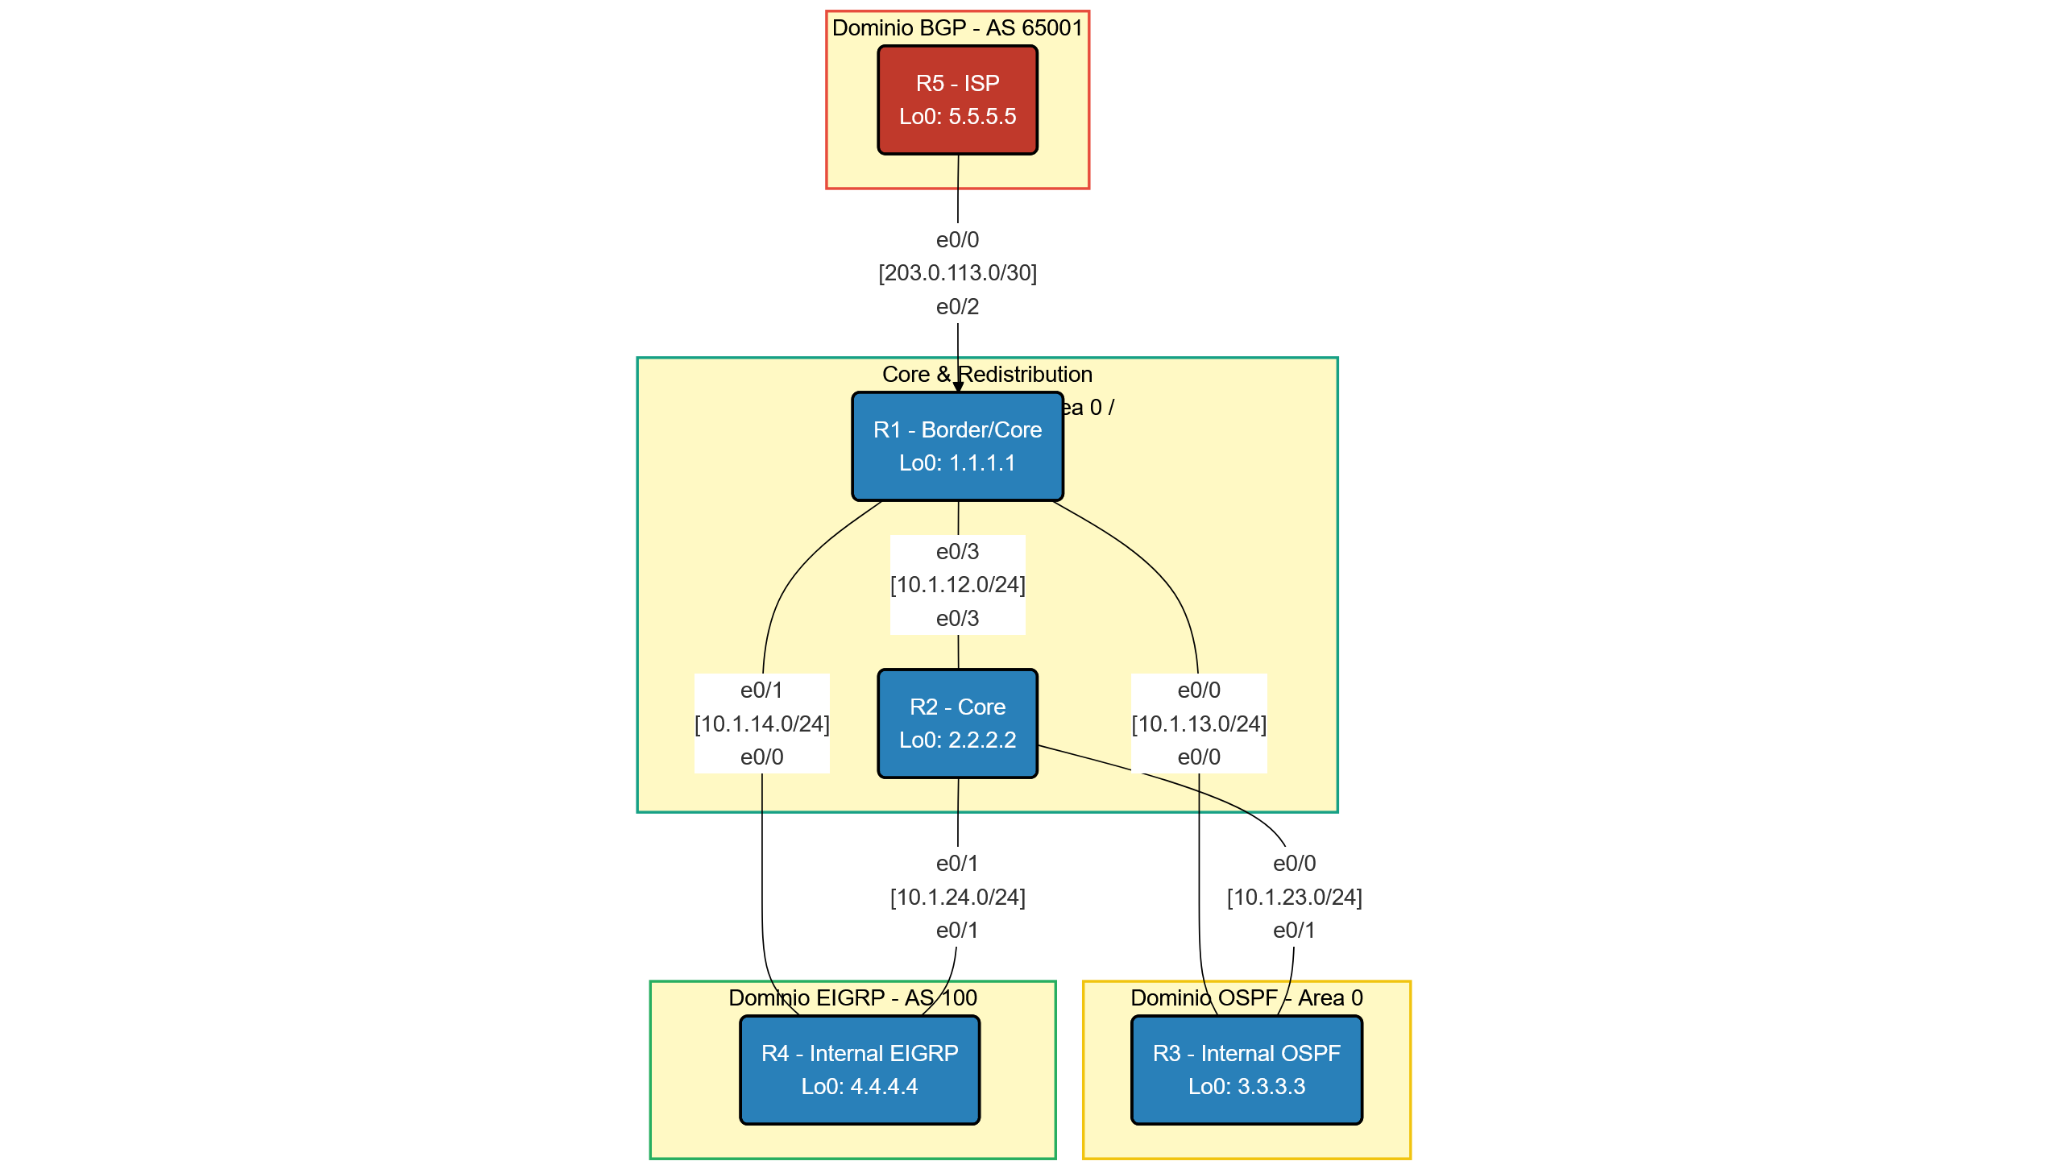 Dominio BGP - AS 65001
R5 - ISP
Lo0: 5.5.5.5
e0/0
[203.0.113.0/30]
e0/2
Core & Redistribution
0 /
R1 - Border/Core
Lo0: 1.1.1.1
e0/3
[10.1.12.0/24]
e0/3
e0/1
[10.1.14.0/24]
e0/0
R2 - Core
Lo0: 2.2.2.2
e0/0
[10.1.13.0/24]
e0/0
e0/1
[10.1.24.0/24]
e0/1
e0/0
[10.1.23.0/24]
e0/1
Dominio EIGRP - AS 100
R4 - Internal EIGRP
Lo0: 4.4.4.4
Dominio OSPF - Area 0
R3 - Internal OSPF
Lo0: 3.3.3.3